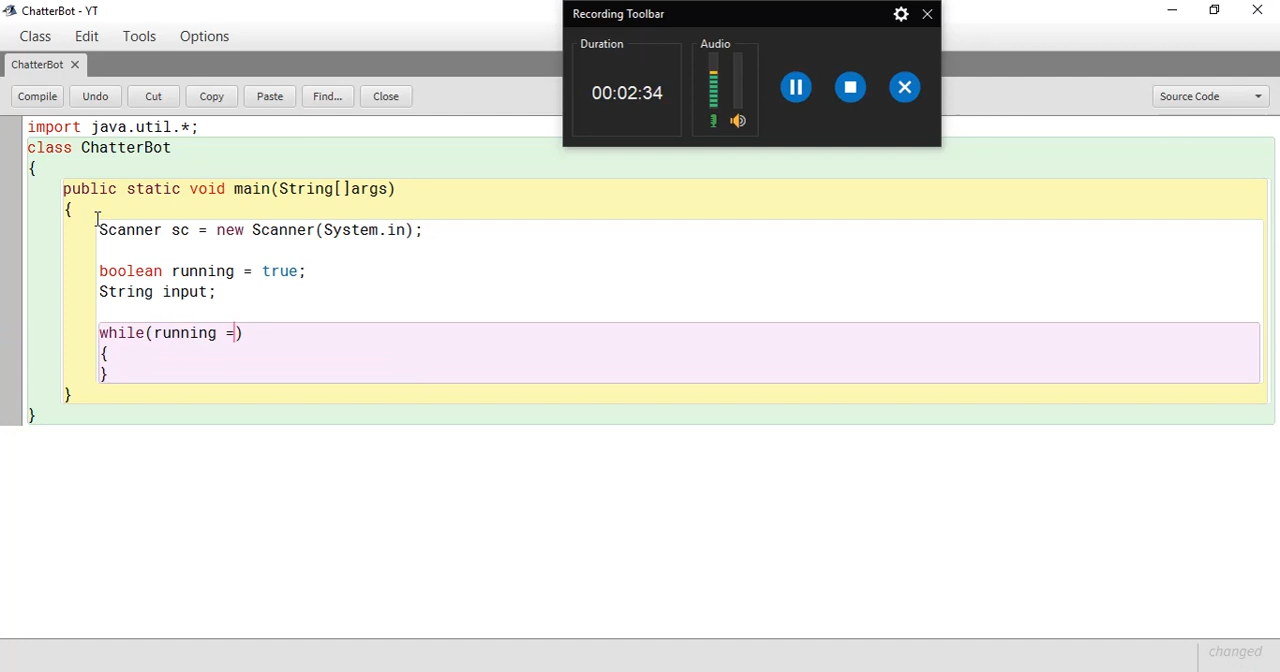 ChatterBot - YT
Class Edit Tools Options
ChatterBot
Compile Undo Cut Copy Paste Find... Close
Source Code
Recording Toolbar
Duration
00:02:34
Audio
import java.util.*;
class ChatterBot
{
public static void main(String[]args)
{
Scanner sc = new Scanner(System.in);
boolean running = true;
String input;
while(running =)
{
}
}
}
changed